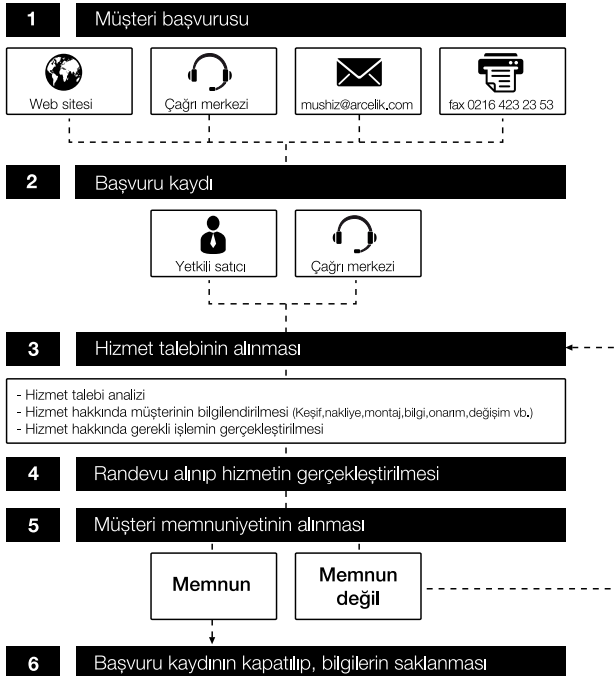 1 Müşteri başvurusu
Web sitesi
Çağrı merkezi
mushiz@arcelik.com
fax 0216 423 23 53
2 Başvuru kaydı
Yetkili satıcı
Çağrı merkezi
3 Hizmet talebinin alınması
- Hizmet talebi analizi
- Hizmet hakkında müşterinin bilgilendirilmesi (Keşif,nakliye,montaj,bilgi,onarım,değişim vb.)
- Hizmet hakkında gerekli işlemin gerçekleştirilmesi
4 Randevu alınıp hizmetin gerçekleştirilmesi
5 Müşteri memnuniyetinin alınması
Memnun
Memnun
değil
6 Başvuru kaydının kapatılıp, bilgilerin saklanması